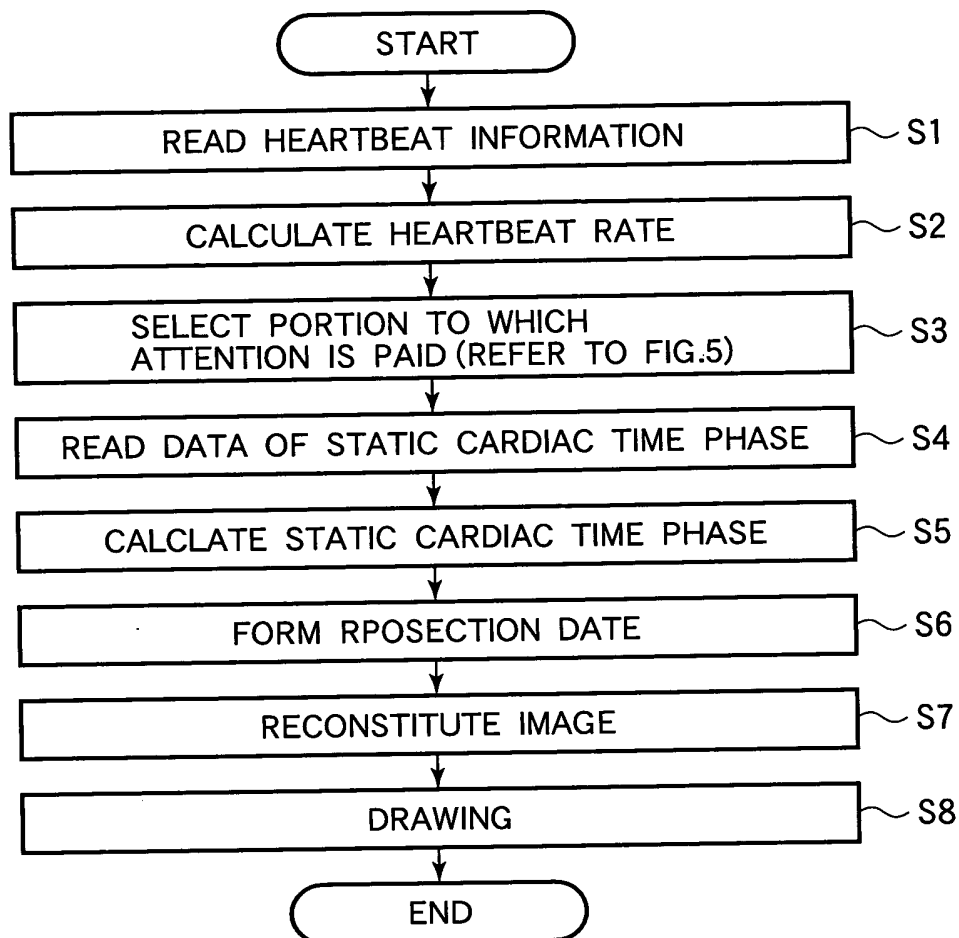 START
READ HEARTBEAT INFORMATION
S1
CALCULATE HEARTBEAT RATE
S2
SELECT PORTION TO WHICH
ATTENTION IS PAID (REFER TO FIG.5)
S3
READ DATA OF STATIC CARDIAC TIME PHASE
S4
CALCLATE STATIC CARDIAC TIME PHASE
S5
FORM RPOSECTION DATE
S6
RECONSTITUTE IMAGE
S7
DRAWING
S8
END